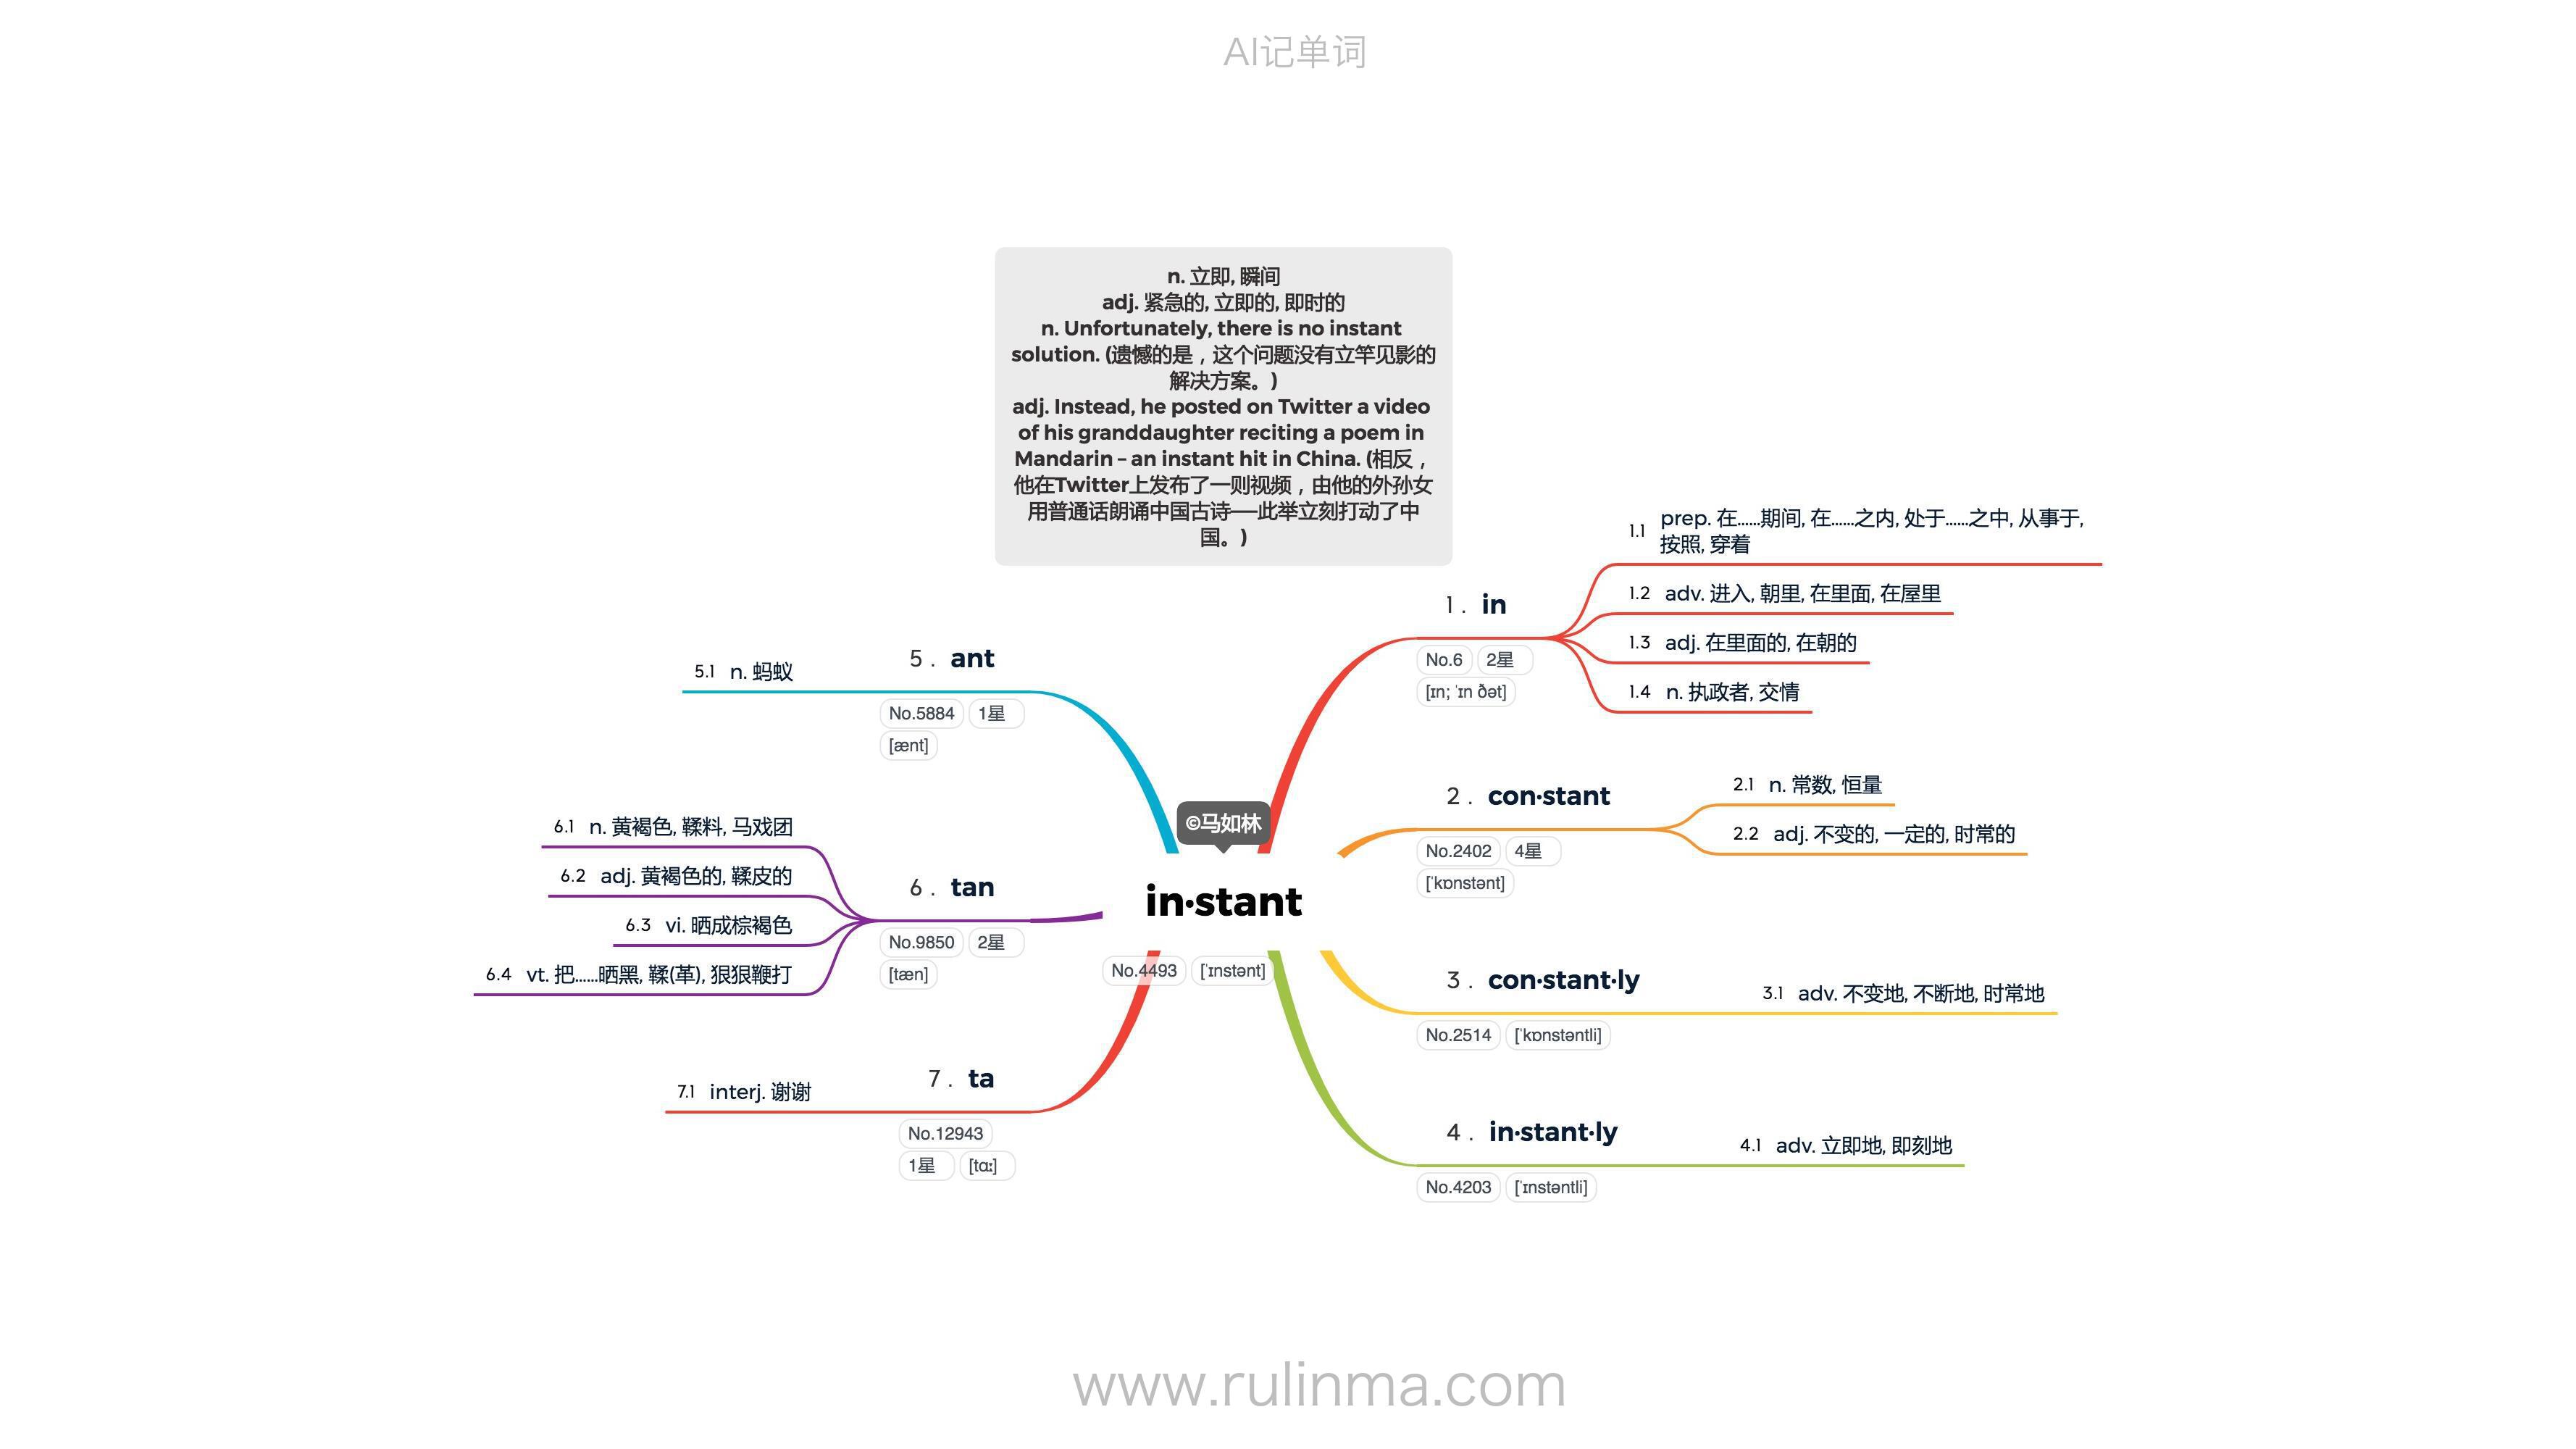 AI记单词
n. 立即, 瞬间
adj. 紧急的, 立即的, 即时的
n. Unfortunately, there is no instant
solution. (遗憾的是，这个问题没有立竿见影的
解决方案。)
adj. Instead, he posted on Twitter a video
of his granddaughter reciting a poem in
Mandarin – an instant hit in China. (相反，
他在Twitter上发布了一则视频，由他的外孙女
用普通话朗诵中国古诗──此举立刻打动了中
国。)
©马如林
in·stant
No.4493 [ˈɪnstənt]
1. in
No.6 2星
[ɪn; ˈɪn ðət]
1.1 prep. 在……期间, 在……之内, 处于……之中, 从事于,
按照, 穿着
1.2 adv. 进入, 朝里, 在里面, 在屋里
1.3 adj. 在里面的, 在朝的
1.4 n. 执政者, 交情
2. con·stant
No.2402 4星
[ˈkɒnstənt]
2.1 n. 常数, 恒量
2.2 adj. 不变的, 一定的, 时常的
3. con·stant·ly
No.2514 [ˈkɒnstəntli]
3.1 adv. 不变地, 不断地, 时常地
4. in·stant·ly
No.4203 [ˈɪnstəntli]
4.1 adv. 立即地, 即刻地
5. ant
No.5884 1星
[ænt]
5.1 n. 蚂蚁
6. tan
No.9850 2星
[tæn]
6.1 n. 黄褐色, 鞣料, 马戏团
6.2 adj. 黄褐色的, 鞣皮的
6.3 vi. 晒成棕褐色
6.4 vt. 把……晒黑, 鞣(革), 狠狠鞭打
7. ta
No.12943
1星 [tɑː]
7.1 interj. 谢谢
www.rulinma.com